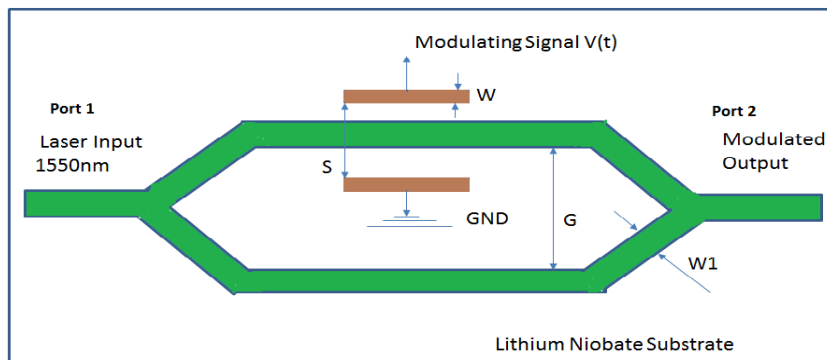 Modulating Signal V(t)
W
Port 1
Port 2
Laser Input
1550nm
Modulated
Output
S
GND
G
W1
Lithium Niobate Substrate